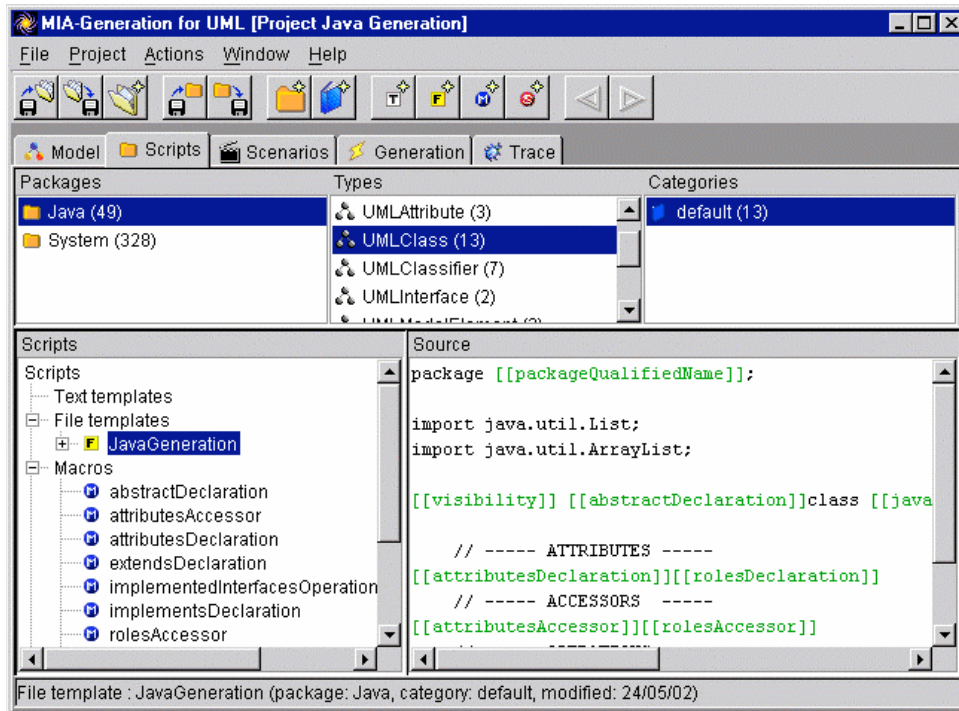 MIA-Generation for UML [Project Java Generation]
File Project Actions Window Help
T F M G
Model Scripts Scenarios Generation Trace
Packages Types Categories
Java (49) UMLAttribute (3) default (13)
System (328) UMLClass (13)
UMLClassifier (7)
UMLInterface (2)
UMLModelElement (3)
Scripts Source
Scripts
Text templates
File templates
F JavaGeneration
Macros
M abstractDeclaration
M attributesAccessor
M attributesDeclaration
M extendsDeclaration
M implementedInterfacesOperation
M implementsDeclaration
M rolesAccessor
package [[packageQualifiedName]];
import java.util.List;
import java.util.ArrayList;
[[visibility]] [[abstractDeclaration]]class [[java
// ----- ATTRIBUTES -----
[[attributesDeclaration]][[rolesDeclaration]]
// ----- ACCESSORS -----
[[attributesAccessor]][[rolesAccessor]]
File template : JavaGeneration (package: Java, category: default, modified: 24/05/02)